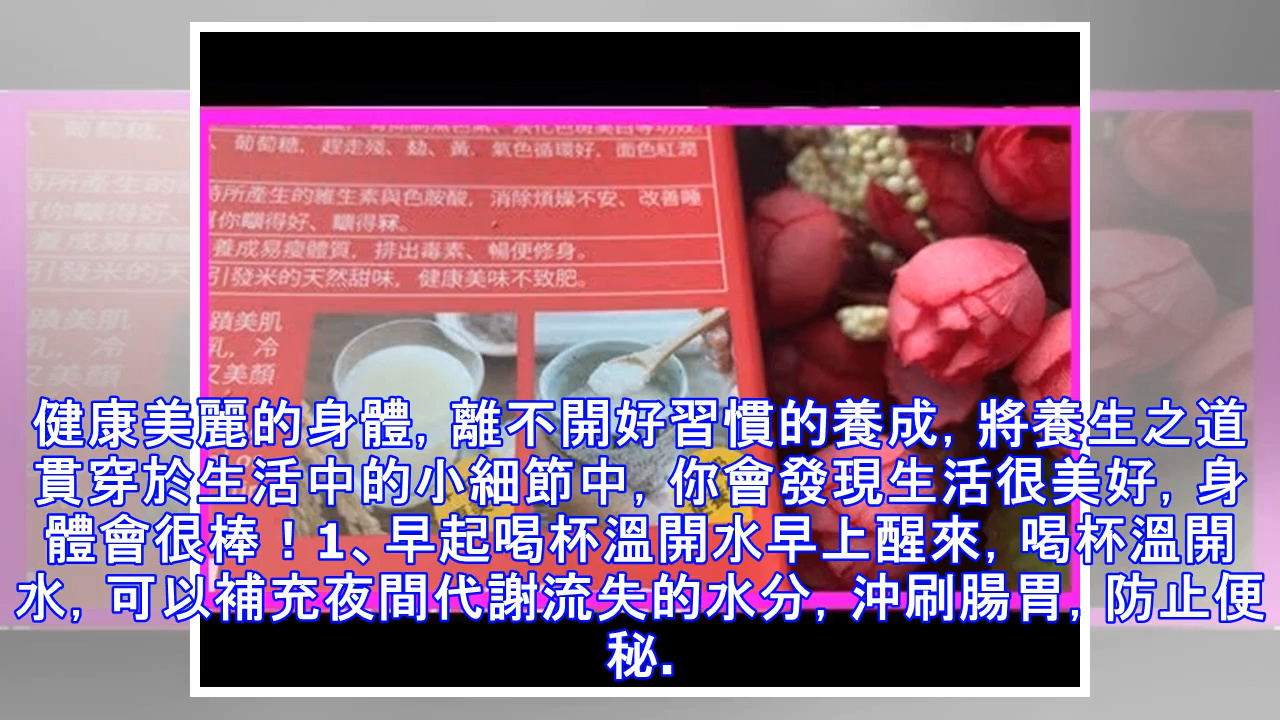 、葡萄糖，趕走殘、勐、黃，氣色循環好，面色紅潤
時所產生的維生素與色胺酸，消除煩燥不安、改善睡
你嚷得好、嚷得冧。
養成易瘦體質，排出毒素、暢便修身。
引發米的天然甜味，健康美味不致肥。
蹟美肌
乳，冷
又美顏
健康美麗的身體，離不開好習慣的養成，將養生之道
貫穿於生活中的小細節中，你會發現生活很美好，身
體會很棒！1、早起喝杯溫開水早上醒來，喝杯溫開
水，可以補充夜間代謝流失的水分，沖刷腸胃，防止便
秘.